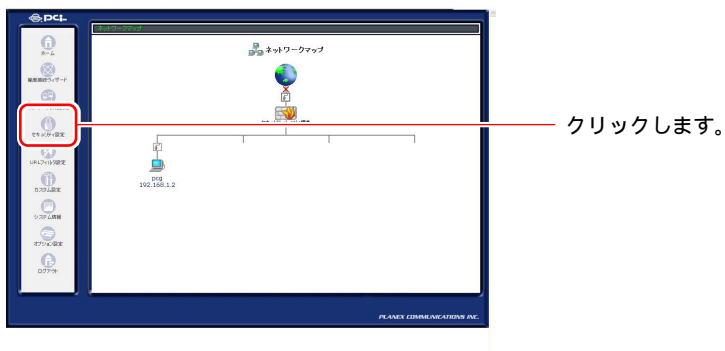 PCI
ネットワークマップ
ネットワークマップ
ホーム
簡単接続ウィザード
セキュリティ設定
URLフィルタ設定
カスタム設定
システム情報
オプション設定
ログアウト
pcg
192.168.1.2
クリックします。
PLANEX COMMUNICATIONS INC.